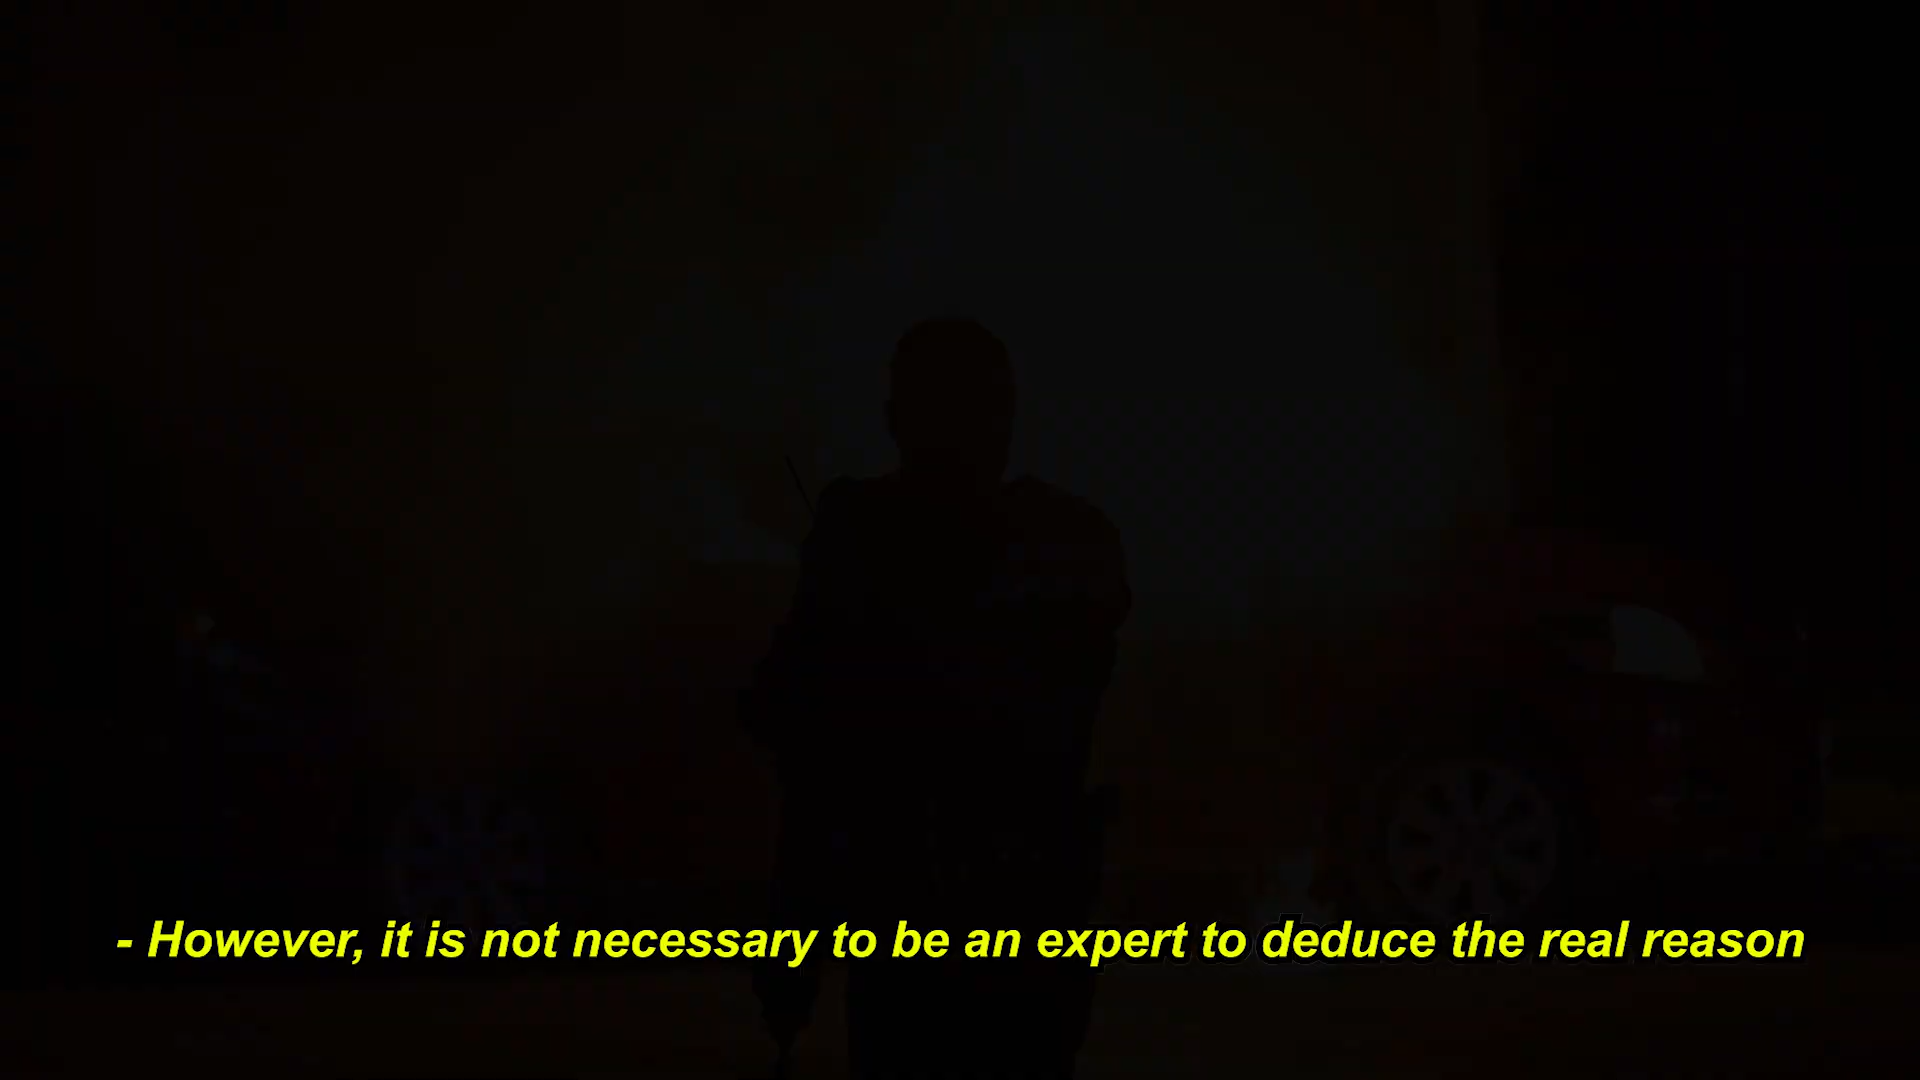 - However, it is not necessary to be an expert to deduce the real reason